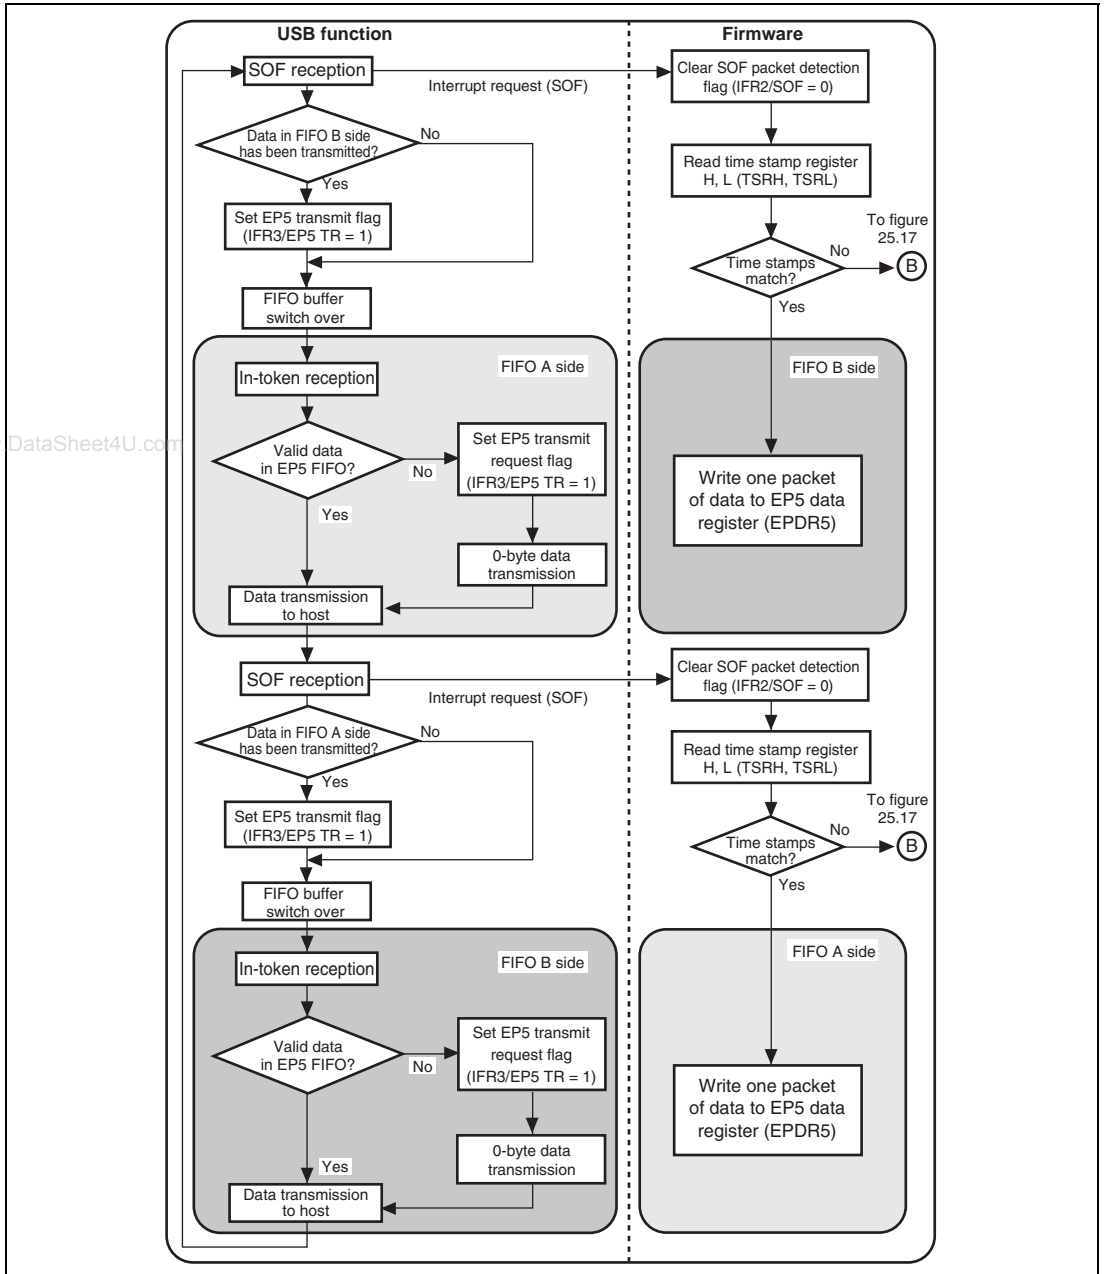 USB function
Firmware
SOF reception
Interrupt request (SOF)
Clear SOF packet detection
flag (IFR2/SOF = 0)
Data in FIFO B side
has been transmitted?
No
Yes
Read time stamp register
H, L (TSRH, TSRL)
Set EP5 transmit flag
(IFR3/EP5 TR = 1)
To figure
25.17
Time stamps
match?
No
B
Yes
FIFO buffer
switch over
FIFO A side
In-token reception
FIFO B side
Valid data
in EP5 FIFO?
No
Yes
Set EP5 transmit
request flag
(IFR3/EP5 TR = 1)
DataSheet4U.com
Write one packet
of data to EP5 data
register (EPDR5)
0-byte data
transmission
Data transmission
to host
SOF reception
Interrupt request (SOF)
Clear SOF packet detection
flag (IFR2/SOF = 0)
Data in FIFO A side
has been transmitted?
No
Yes
Read time stamp register
H, L (TSRH, TSRL)
Set EP5 transmit flag
(IFR3/EP5 TR = 1)
To figure
25.17
Time stamps
match?
No
B
Yes
FIFO buffer
switch over
FIFO B side
In-token reception
FIFO A side
Valid data
in EP5 FIFO?
No
Yes
Set EP5 transmit
request flag
(IFR3/EP5 TR = 1)
Write one packet
of data to EP5 data
register (EPDR5)
0-byte data
transmission
Data transmission
to host